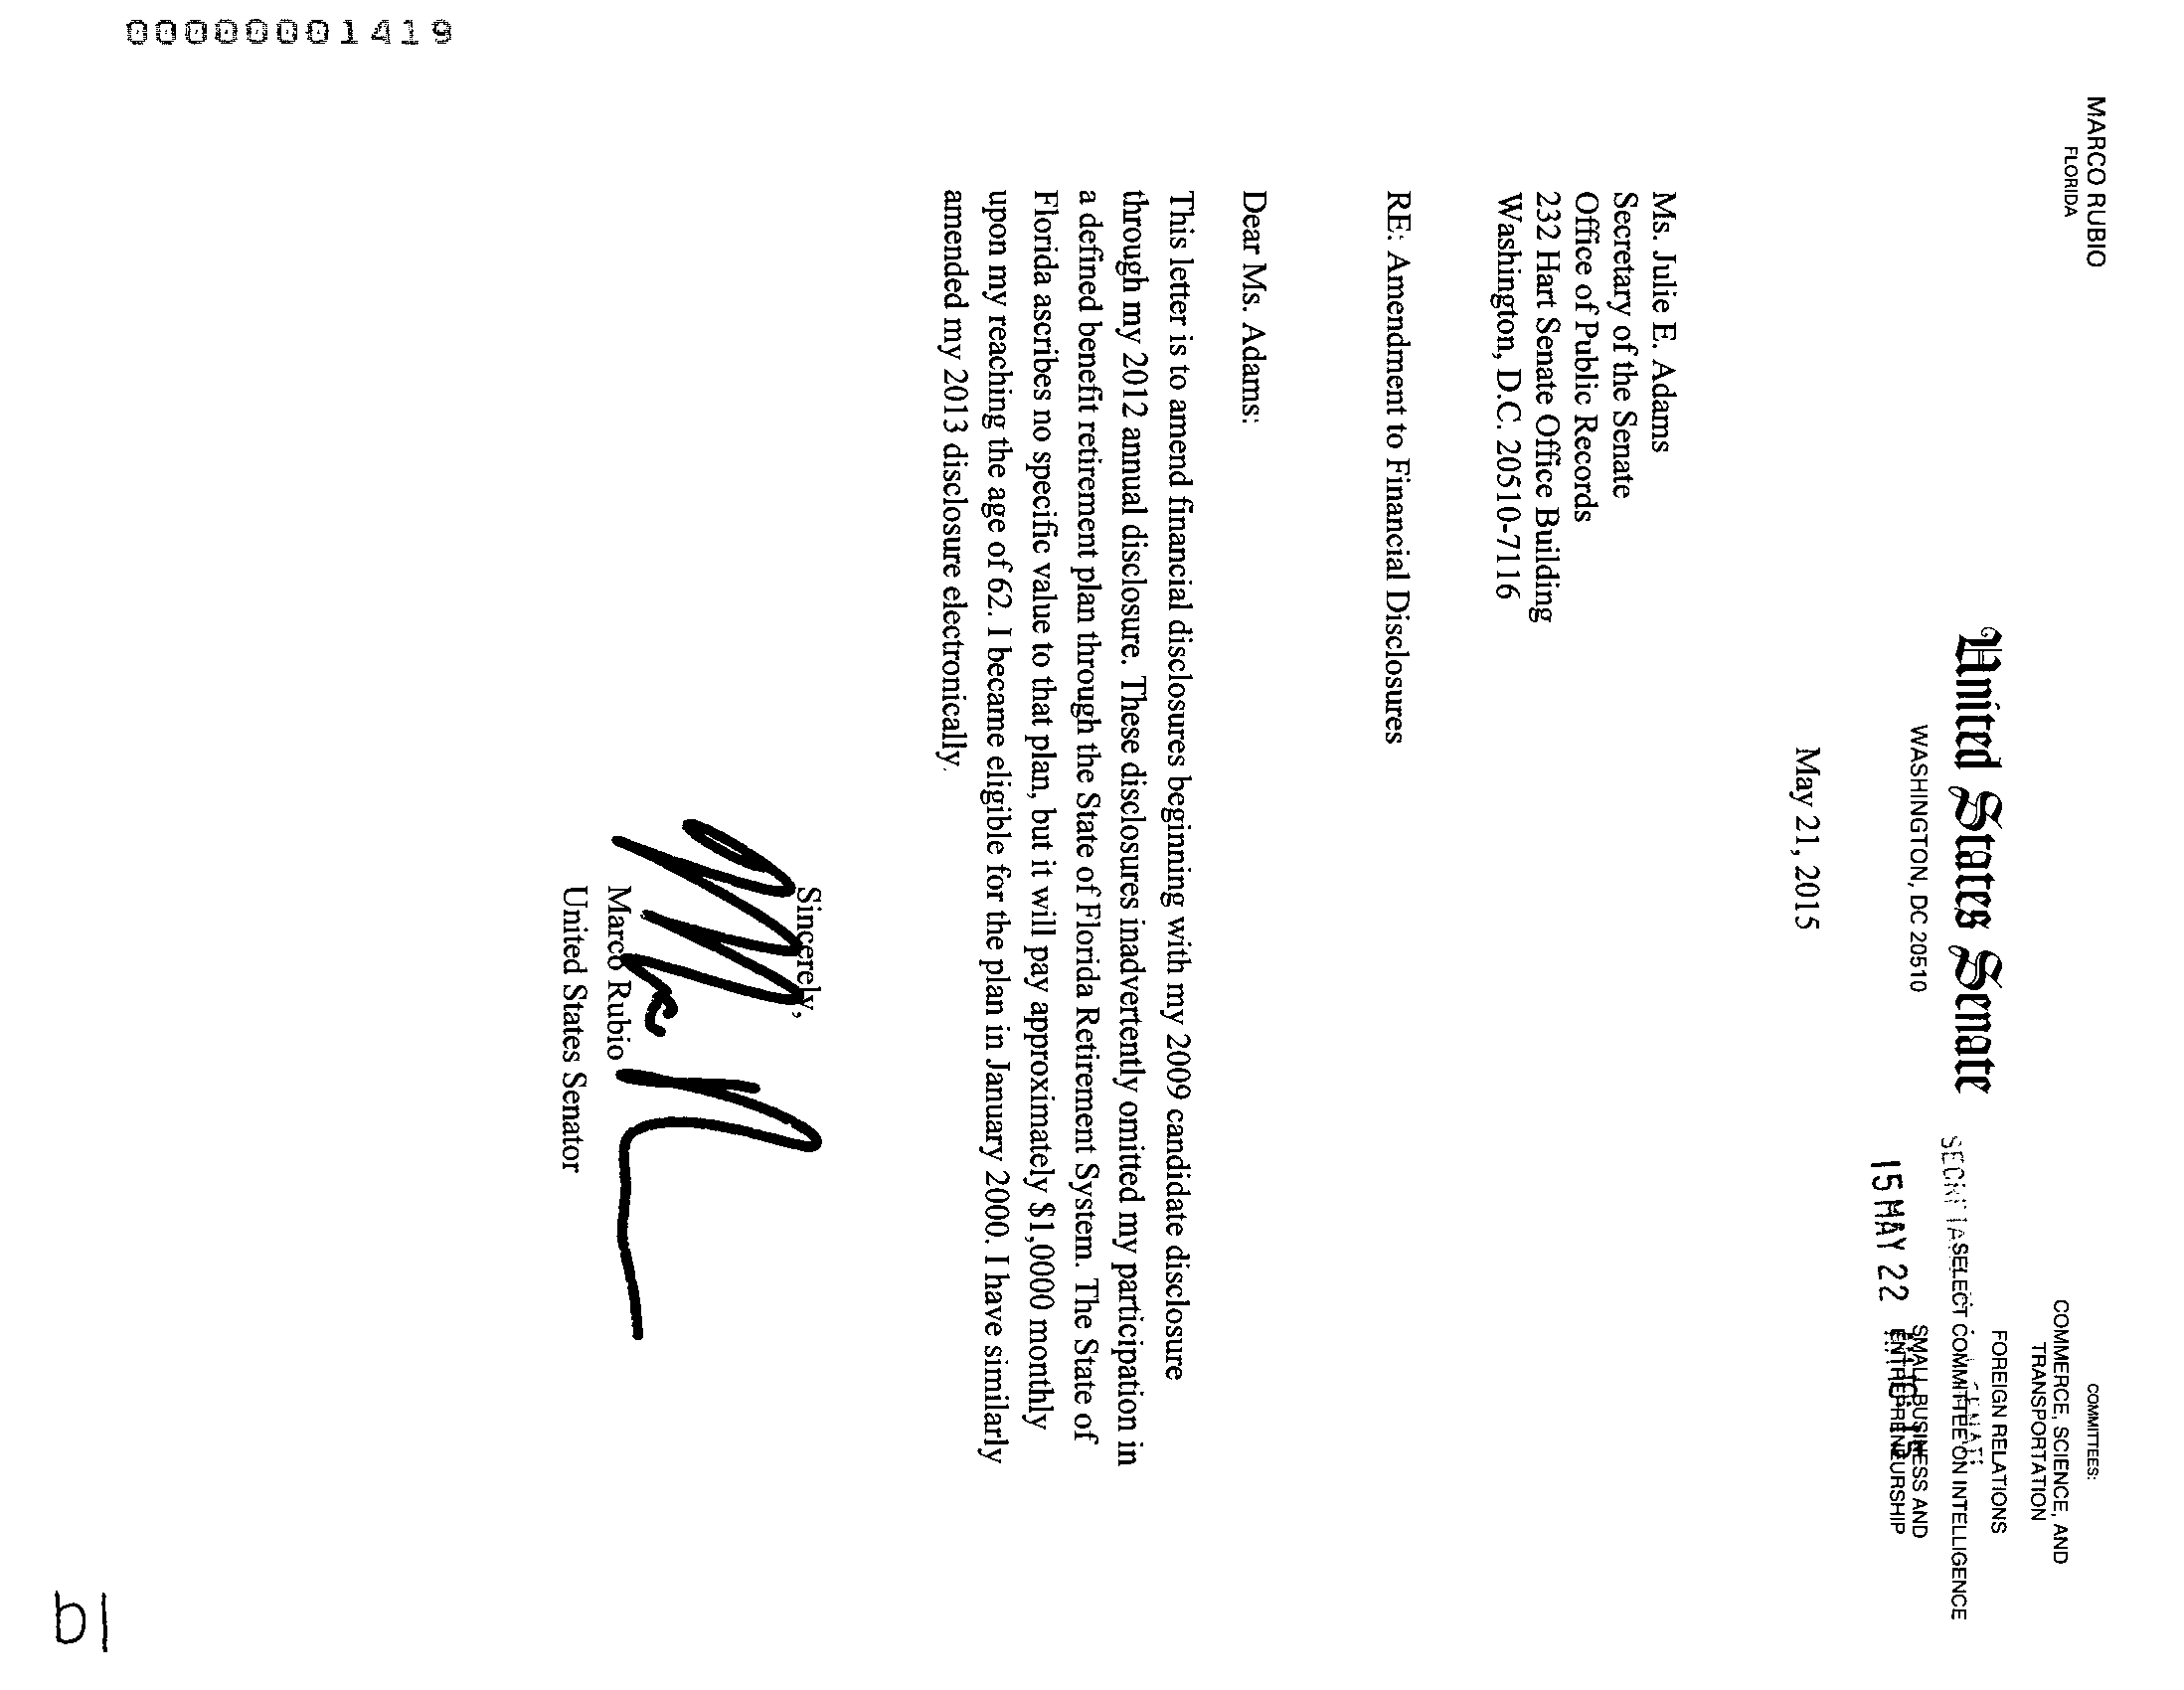 MARCO RUBIO
FLORIDA
COMMITTEES:
COMMERCE, SCIENCE, AND
TRANSPORTATION
FOREIGN RELATIONS
SELECT COMMITTEE ON INTELLIGENCE
SMALL BUSINESS AND
ENTREPRENEURSHIP
United States Senate
WASHINGTON, DC 20510
15 MAY 22
May 21, 2015
Ms. Julie E. Adams
Secretary of the Senate
Office of Public Records
232 Hart Senate Office Building
Washington, D.C. 20510-7116
RE: Amendment to Financial Disclosures
Dear Ms. Adams:
This letter is to amend financial disclosures beginning with my 2009 candidate disclosure
through my 2012 annual disclosure. These disclosures inadvertently omitted my participation in
a defined benefit retirement plan through the State of Florida Retirement System. The State of
Florida ascribes no specific value to that plan, but it will pay approximately $1,0000 monthly
upon my reaching the age of 62. I became eligible for the plan in January 2000. I have similarly
amended my 2013 disclosure electronically.
Sincerely,
Marco Rubio
United States Senator
00000001419